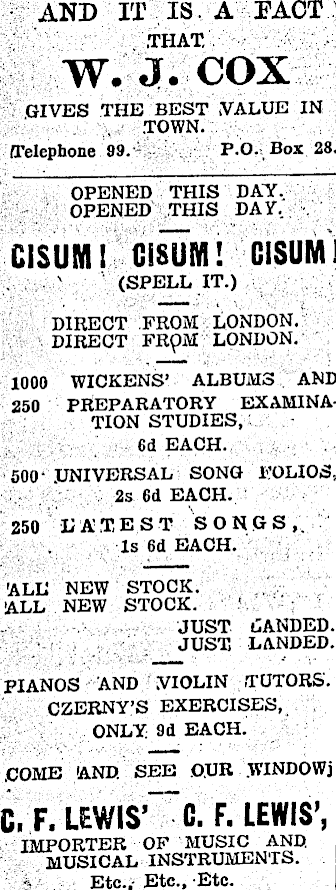 AND IT IS A FACT
THAT
W. J. COX
GIVES THE BEST VALUE IN
TOWN.
Telephone 99. P.O. Box 28.
OPENED THIS DAY.
OPENED THIS DAY.
CISUM! CISUM! CISUM!
(SPELL IT.)
DIRECT FROM LONDON.
DIRECT FROM LONDON.
1000 WICKENS' ALBUMS AND
250 PREPARATORY EXAMINA-
TION STUDIES,
6d EACH.
500 UNIVERSAL SONG FOLIOS,
2s 6d EACH.
250 LATEST SONGS,
1s 6d EACH.
ALL NEW STOCK.
ALL NEW STOCK.
JUST LANDED.
JUST LANDED.
PIANOS AND VIOLIN TUTORS.
CZERNY'S EXERCISES,
ONLY 9d EACH.
COME AND SEE OUR WINDOW
C. F. LEWIS' C. F. LEWIS',
IMPORTER OF MUSIC AND
MUSICAL INSTRUMENTS.
Etc., Etc., Etc.